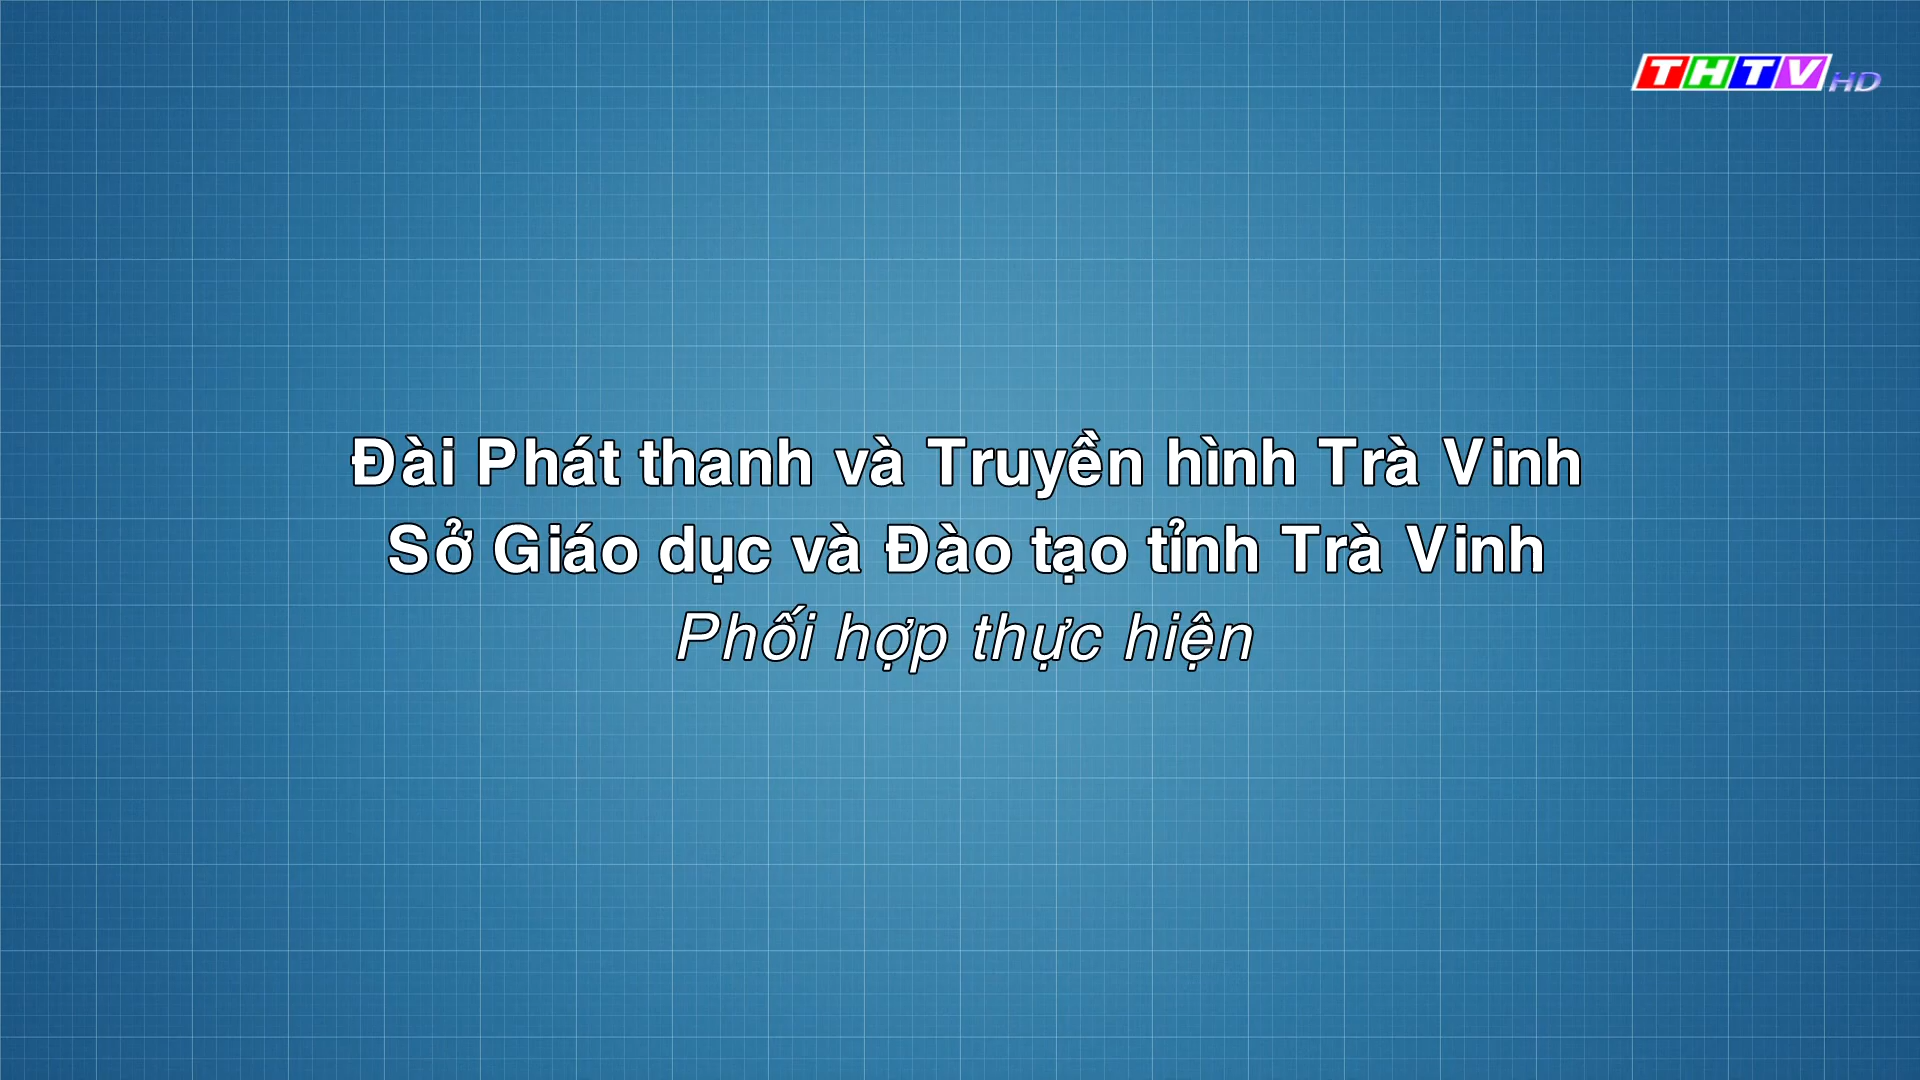 THTV HD
Đài Phát thanh và Truyền hình Trà Vinh
Sở Giáo dục và Đào tạo tỉnh Trà Vinh
Phối hợp thực hiện